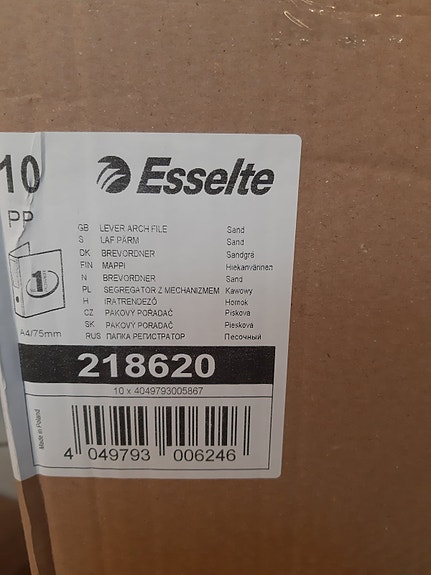 10
PP
Esselte
GB LEVER ARCH FILE Sand
S LAF PÄRM Sand
DK BREVORDNER Sandgrå
FIN MAPPI Hiekanvärinen
N BREVORDNER Sand
PL SEGREGATOR Z MECHANIZMEM Kawowy
H IRATRENDEZŐ Homok
CZ PÁKOVÝ POŘADAČ Písková
SK PÁKOVÝ PORADAČ Piesková
RUS ПАПКА РЕГИСТРАТОР Песочный
1
A4/75mm
218620
10 x 4049793005867
Made in Poland
4 049793 006246